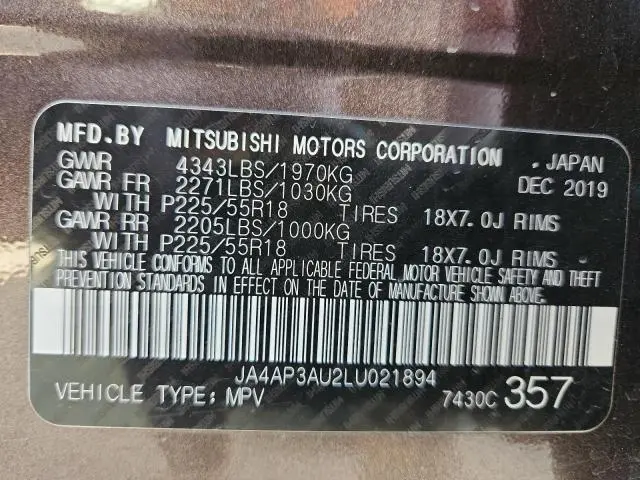 MFD.BY MITSUBISHI MOTORS CORPORATION , JAPAN
GVWR 4343LBS/1970KG DEC 2019
GAWR FR 2271LBS/1030KG
WITH P225/55R18 TIRES 18X7.0J RIMS
GAWR RR 2205LBS/1000KG
WITH P225/55R18 TIRES 18X7.0J RIMS
THIS VEHICLE CONFORMS TO ALL APPLICABLE FEDERAL MOTOR VEHICLE SAFETY AND THEFT
PREVENTION STANDARDS IN EFFECT ON THE DATE OF MANUFACTURE SHOWN ABOVE.
JA4AP3AU2LU021894
VEHICLE TYPE: MPV 7430C 357